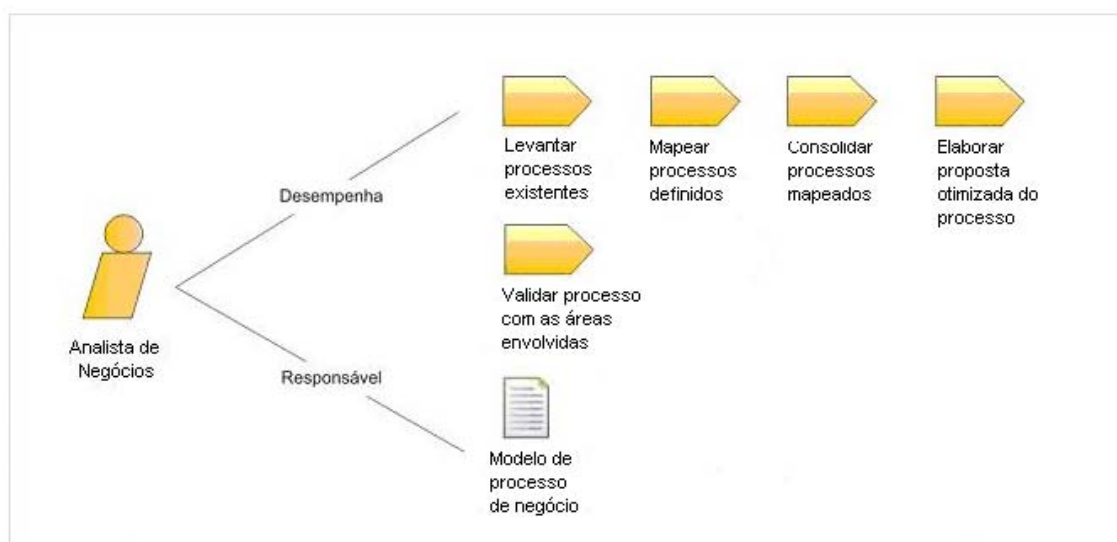 Levantar
processos
existentes
Mapear
processos
definidos
Consolidar
processos
mapeados
Elaborar
proposta
otimizada do
processo
Desempenha
Validar processo
com as áreas
envolvidas
Analista de
Negócios
Responsável
Modelo de
processo
de negócio